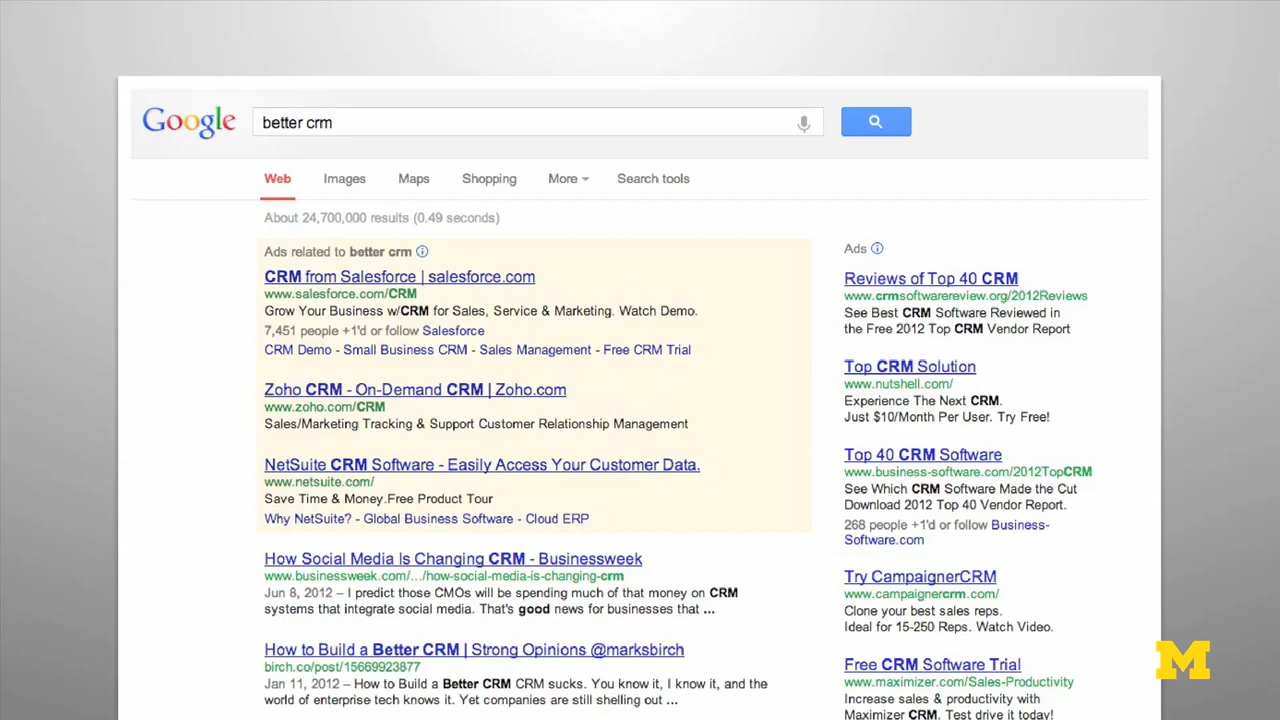 Google
better crm
Web Images Maps Shopping More Search tools
About 24,700,000 results (0.49 seconds)
Ads related to better crm
CRM from Salesforce | salesforce.com
www.salesforce.com/CRM
Grow Your Business w/CRM for Sales, Service & Marketing. Watch Demo.
7,451 people +1'd or follow Salesforce
CRM Demo - Small Business CRM - Sales Management - Free CRM Trial
Zoho CRM - On-Demand CRM | Zoho.com
www.zoho.com/CRM
Sales/Marketing Tracking & Support Customer Relationship Management
NetSuite CRM Software - Easily Access Your Customer Data.
www.netsuite.com/
Save Time & Money.Free Product Tour
Why NetSuite? - Global Business Software - Cloud ERP
How Social Media Is Changing CRM - Businessweek
www.businessweek.com/.../how-social-media-is-changing-crm
Jun 8, 2012 – I predict those CMOs will be spending much of that money on CRM
systems that integrate social media. That's good news for businesses that ...
How to Build a Better CRM | Strong Opinions @marksbirch
birch.co/post/15669923877
Jan 11, 2012 – How to Build a Better CRM CRM sucks. You know it, I know it, and the
world of enterprise tech knows it. Yet companies are still shelling out ...
Ads
Reviews of Top 40 CRM
www.crmsoftwarereview.org/2012Reviews
See Best CRM Software Reviewed in
the Free 2012 Top CRM Vendor Report
Top CRM Solution
www.nutshell.com/
Experience The Next CRM.
Just $10/Month Per User. Try Free!
Top 40 CRM Software
www.business-software.com/2012TopCRM
See Which CRM Software Made the Cut
Download 2012 Top 40 Vendor Report.
268 people +1'd or follow Business-
Software.com
Try CampaignerCRM
www.campaignercrm.com/
Clone your best sales reps.
Ideal for 15-250 Reps. Watch Video.
Free CRM Software Trial
www.maximizer.com/Sales-Productivity
Increase sales & productivity with
Maximizer CRM. Test drive it today!
M